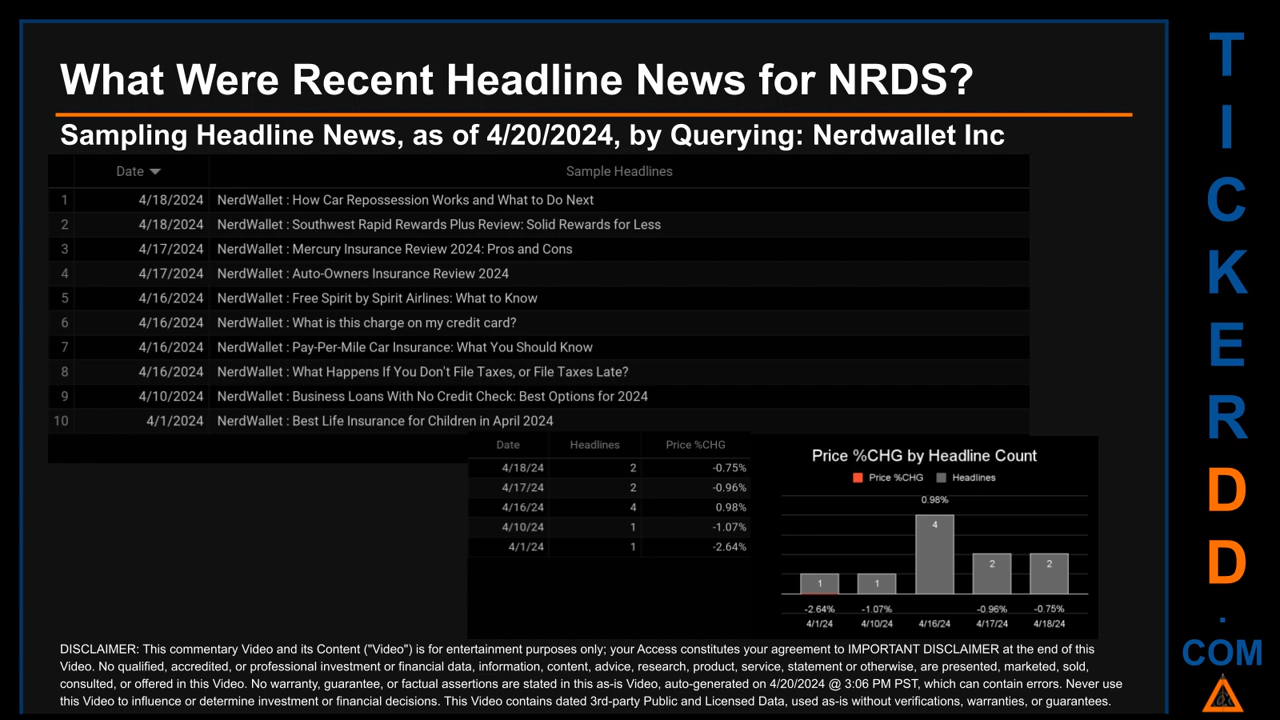 What Were Recent Headline News for NRDS?
Sampling Headline News, as of 4/20/2024, by Querying: Nerdwallet Inc
Date Sample Headlines
1 4/18/2024 NerdWallet : How Car Repossession Works and What to Do Next
2 4/18/2024 NerdWallet : Southwest Rapid Rewards Plus Review: Solid Rewards for Less
3 4/17/2024 NerdWallet : Mercury Insurance Review 2024: Pros and Cons
4 4/17/2024 NerdWallet : Auto-Owners Insurance Review 2024
5 4/16/2024 NerdWallet : Free Spirit by Spirit Airlines: What to Know
6 4/16/2024 NerdWallet : What is this charge on my credit card?
7 4/16/2024 NerdWallet : Pay-Per-Mile Car Insurance: What You Should Know
8 4/16/2024 NerdWallet : What Happens If You Don't File Taxes, or File Taxes Late?
9 4/10/2024 NerdWallet : Business Loans With No Credit Check: Best Options for 2024
10 4/1/2024 NerdWallet : Best Life Insurance for Children in April 2024
Date Headlines Price %CHG
4/18/24 2 -0.75%
4/17/24 2 -0.96%
4/16/24 4 0.98%
4/10/24 1 -1.07%
4/1/24 1 -2.64%
Price %CHG by Headline Count
Price %CHG Headlines
0.98%
4
2 2
1 1
-2.64% -1.07% -0.96% -0.75%
4/1/24 4/10/24 4/16/24 4/17/24 4/18/24
DISCLAIMER: This commentary Video and its Content ("Video") is for entertainment purposes only; your Access constitutes your agreement to IMPORTANT DISCLAIMER at the end of this
Video. No qualified, accredited, or professional investment or financial data, information, content, advice, research, product, service, statement or otherwise, are presented, marketed, sold,
consulted, or offered in this Video. No warranty, guarantee, or factual assertions are stated in this as-is Video, auto-generated on 4/20/2024 @ 3:06 PM PST, which can contain errors. Never use
this Video to influence or determine investment or financial decisions. This Video contains dated 3rd-party Public and Licensed Data, used as-is without verifications, warranties, or guarantees.
T
I
C
K
E
R
D
D
.
COM